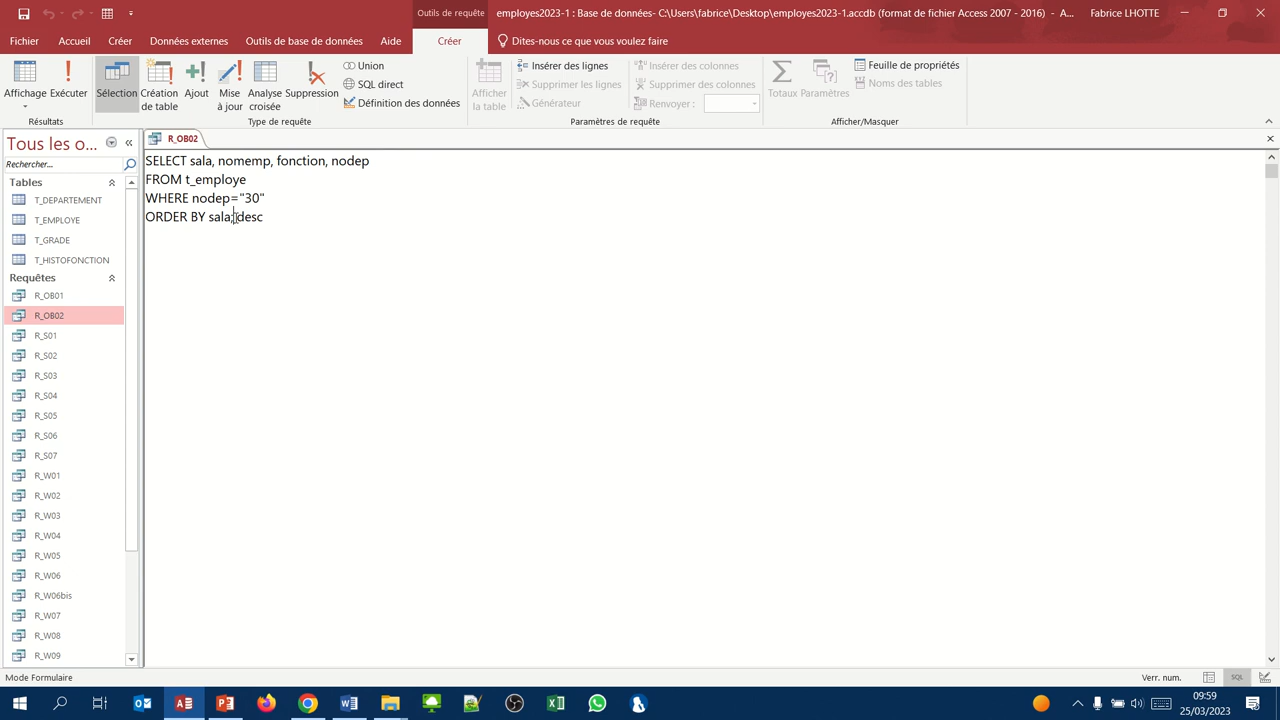 Outils de requête
employes2023-1 : Base de données- C:\Users\fabrice\Desktop\employes2023-1.accdb (format de fichier Access 2007 - 2016) - A...
Fabrice LHOTTE
Fichier
Accueil
Créer
Données externes
Outils de base de données
Aide
Créer
Dites-nous ce que vous voulez faire
Affichage
Exécuter
Résultats
Sélection
Création de table
Ajout
Mise à jour
Analyse croisée
Suppression
Union
SQL direct
Définition des données
Type de requête
Afficher la table
Insérer des lignes
Supprimer les lignes
Générateur
Insérer des colonnes
Supprimer des colonnes
Renvoyer :
Paramètres de requête
Totaux
Paramètres
Feuille de propriétés
Noms des tables
Afficher/Masquer
Tous les o...
Rechercher...
Tables
T_DEPARTEMENT
T_EMPLOYE
T_GRADE
T_HISTOFONCTION
Requêtes
R_OB01
R_OB02
R_S01
R_S02
R_S03
R_S04
R_S05
R_S06
R_S07
R_W01
R_W02
R_W03
R_W04
R_W05
R_W06
R_W06bis
R_W07
R_W08
R_W09
R_OB02
SELECT sala, nomemp, fonction, nodep
FROM t_employe
WHERE nodep="30"
ORDER BY sala; desc
Mode Formulaire
Verr. num.
SQL
09:59
25/03/2023